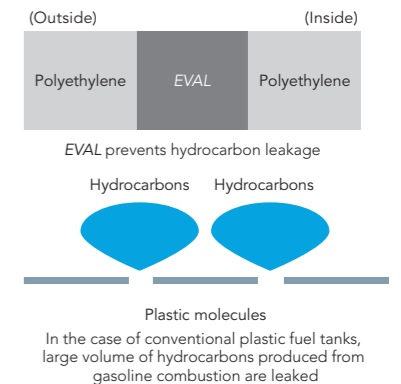 (Outside) (Inside)
Polyethylene EVAL Polyethylene
EVAL prevents hydrocarbon leakage
Hydrocarbons Hydrocarbons
Plastic molecules
In the case of conventional plastic fuel tanks,
large volume of hydrocarbons produced from
gasoline combustion are leaked